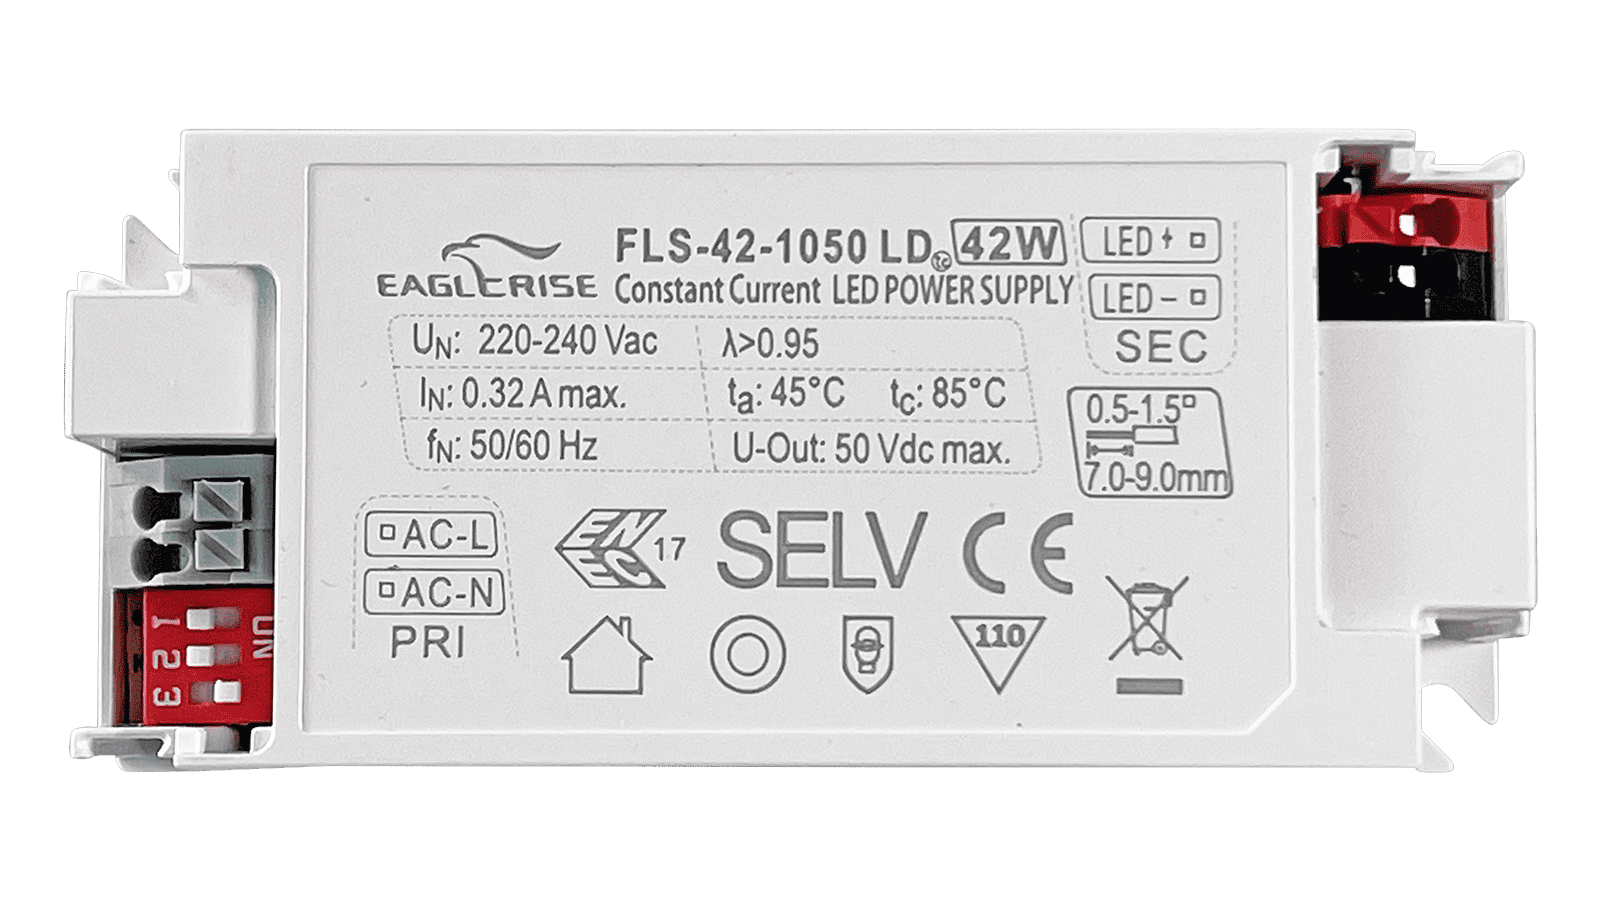 EAGLERISE
FLS-42-1050 LD
tc
42W
Constant Current LED POWER SUPPLY
LED +
LED −
SEC
UN: 220-240 Vac
λ>0.95
IN: 0.32 A max.
ta: 45°C tc: 85°C
fN: 50/60 Hz
U-Out: 50 Vdc max.
0.5-1.5
7.0-9.0mm
AC-L
AC-N
PRI
ENEC 17
SELV
CE
110
ON
1
2
3